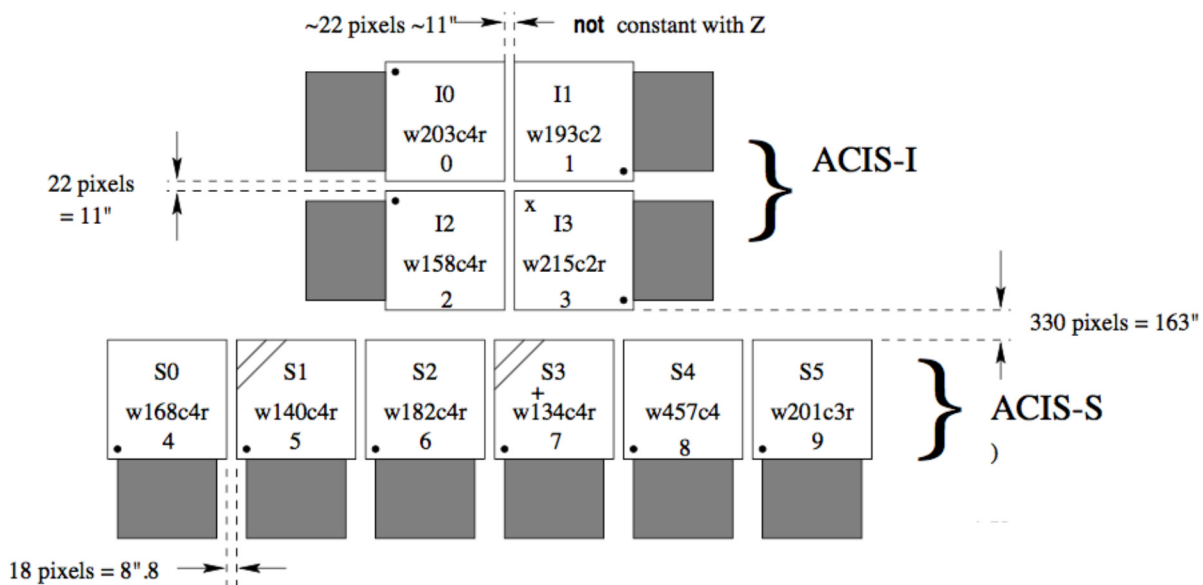 ~22 pixels ~11" not constant with Z
I0 I1
w203c4r w193c2
0 1
ACIS-I
22 pixels
= 11"
x
I2 I3
w158c4r w215c2r
2 3
330 pixels = 163"
S0 S1 S2 S3 S4 S5
+
w168c4r w140c4r w182c4r w134c4r w457c4 w201c3r
4 5 6 7 8 9
ACIS-S
)
18 pixels = 8".8